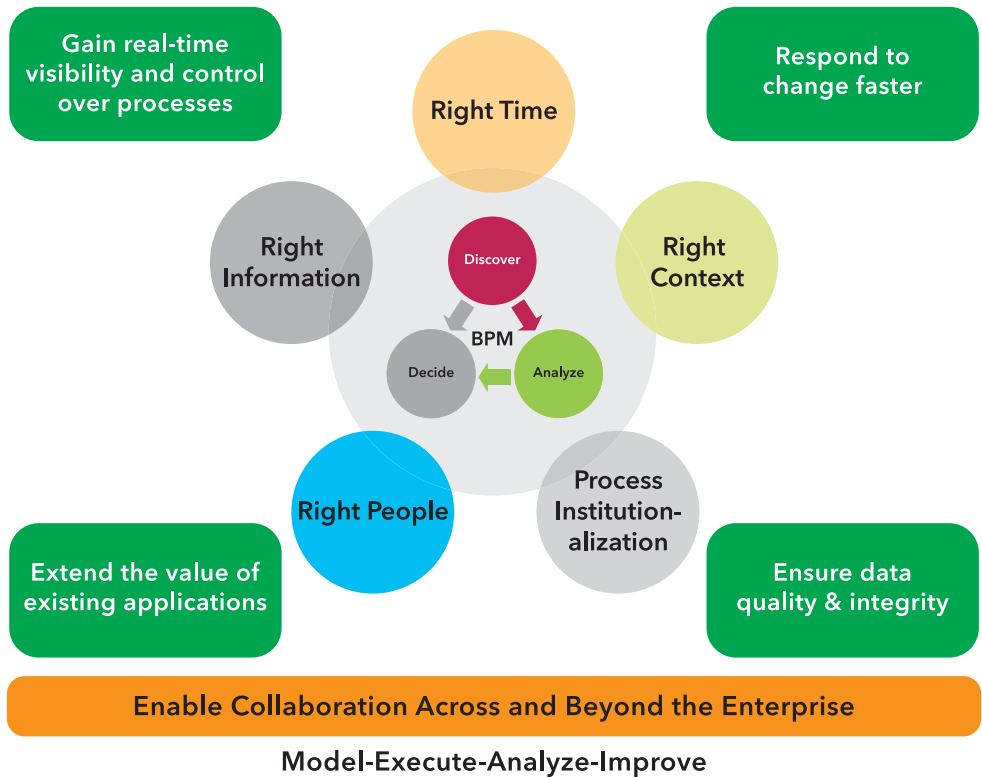 Gain real-time
visibility and control
over processes
Respond to
change faster
Right Time
Right
Information
Right
Context
Discover
BPM
Decide
Analyze
Right People
Process
Institution-
alization
Extend the value of
existing applications
Ensure data
quality & integrity
Enable Collaboration Across and Beyond the Enterprise
Model-Execute-Analyze-Improve